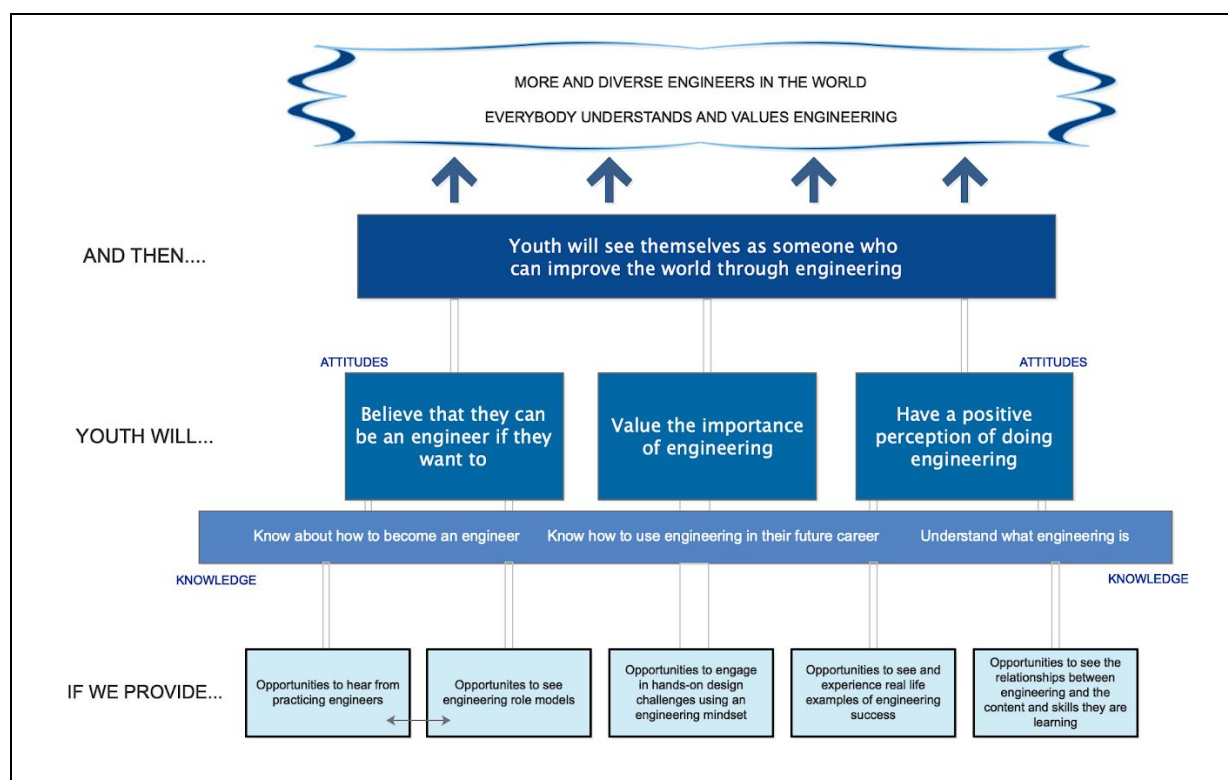 MORE AND DIVERSE ENGINEERS IN THE WORLD
EVERYBODY UNDERSTANDS AND VALUES ENGINEERING
AND THEN....
Youth will see themselves as someone who
can improve the world through engineering
ATTITUDES
ATTITUDES
YOUTH WILL...
Believe that they can
be an engineer if they
want to
Value the importance
of engineering
Have a positive
perception of doing
engineering
Know about how to become an engineer
Know how to use engineering in their future career
Understand what engineering is
KNOWLEDGE
KNOWLEDGE
IF WE PROVIDE...
Opportunities to hear from
practicing engineers
Opportunites to see
engineering role models
Opportunities to engage
in hands-on design
challenges using an
engineering mindset
Opportunities to see and
experience real life
examples of engineering
success
Opportunities to see the
relationships between
engineering and the
content and skills they are
learning